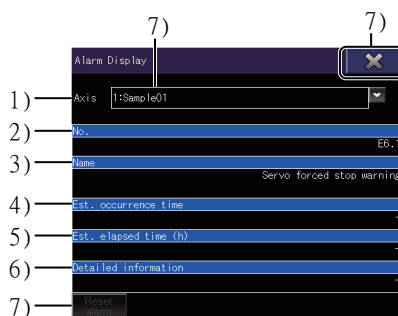 7)
7)
Alarm Display
1) Axis 1:Sample01
2) No.
E6.1
3) Name
Servo forced stop warning
4) Est. occurrence time
-
5) Est. elapsed time (h)
-
6) Detailed information
-
7) Reset
alarm